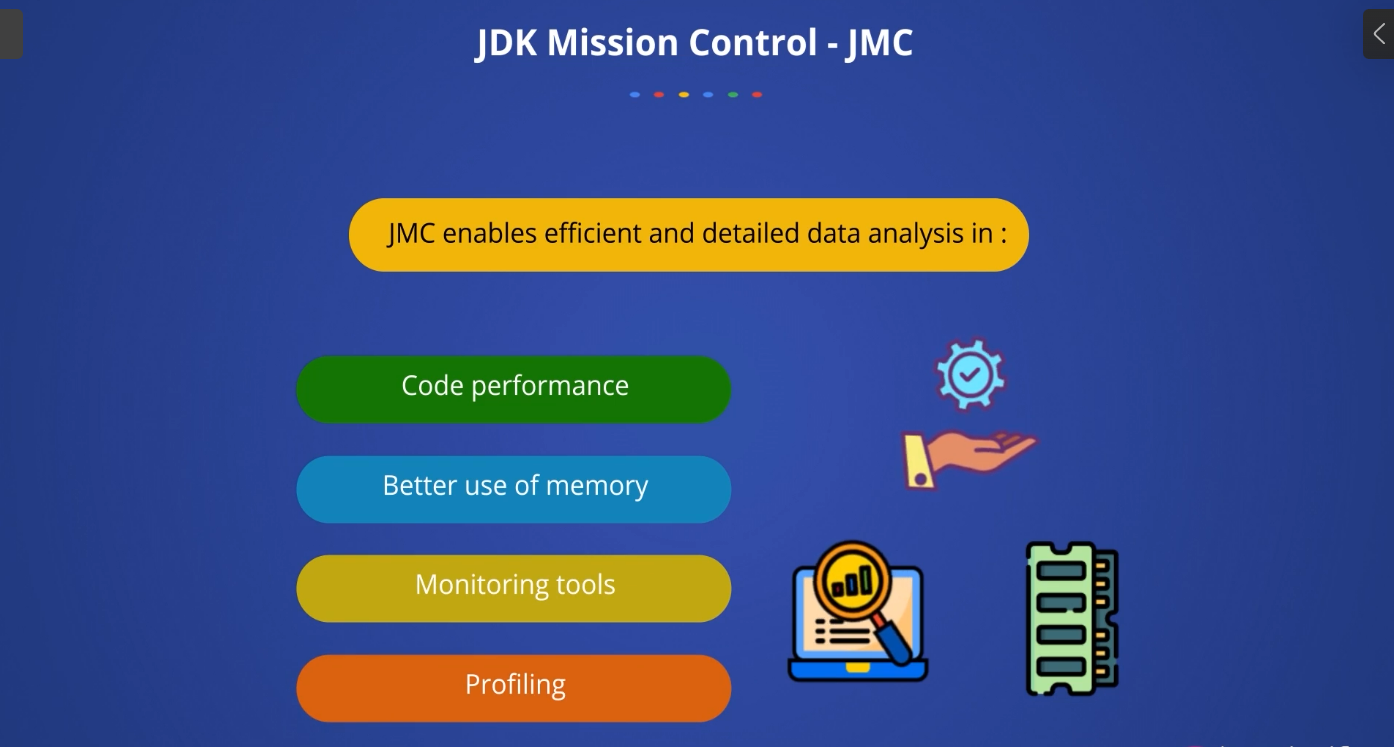 JDK Mission Control - JMC
JMC enables efficient and detailed data analysis in :
Code performance
Better use of memory
Monitoring tools
Profiling